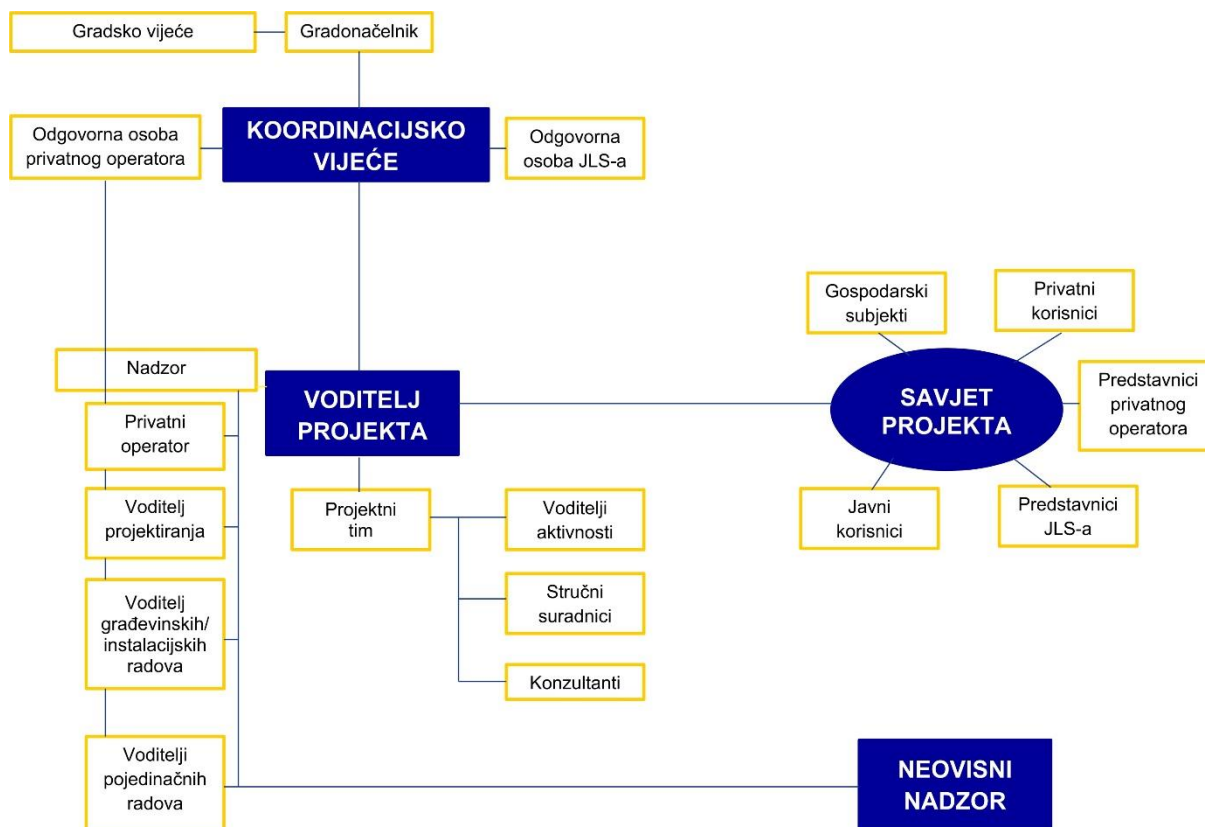 Gradsko vijeće
Gradonačelnik
Odgovorna osoba
privatnog operatora
KOORDINACIJSKO
VIJEĆE
Odgovorna
osoba JLS-a
Gospodarski
subjekti
Privatni
korisnici
Nadzor
VODITELJ
PROJEKTA
SAVJET
PROJEKTA
Predstavnici
privatnog
operatora
Privatni
operator
Voditelj
projektiranja
Projektni
tim
Voditelji
aktivnosti
Javni
korisnici
Predstavnici
JLS-a
Stručni
suradnici
Voditelj
građevinskih/
instalacijskih
radova
Konzultanti
Voditelji
pojedinačnih
radova
NEOVISNI
NADZOR